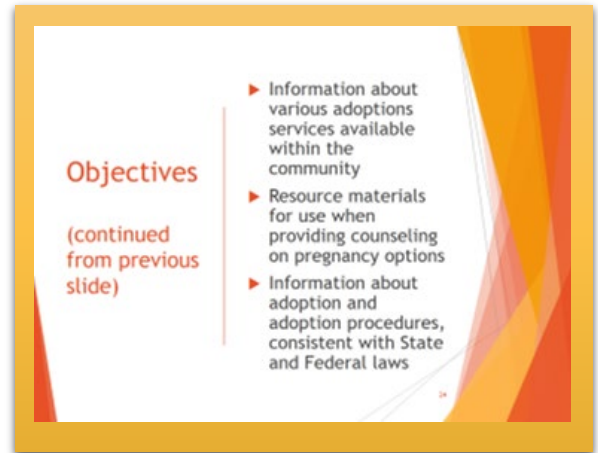 Objectives
(continued
from previous
slide)
▶ Information about
various adoptions
services available
within the
community
▶ Resource materials
for use when
providing counseling
on pregnancy options
▶ Information about
adoption and
adoption procedures,
consistent with State
and Federal laws